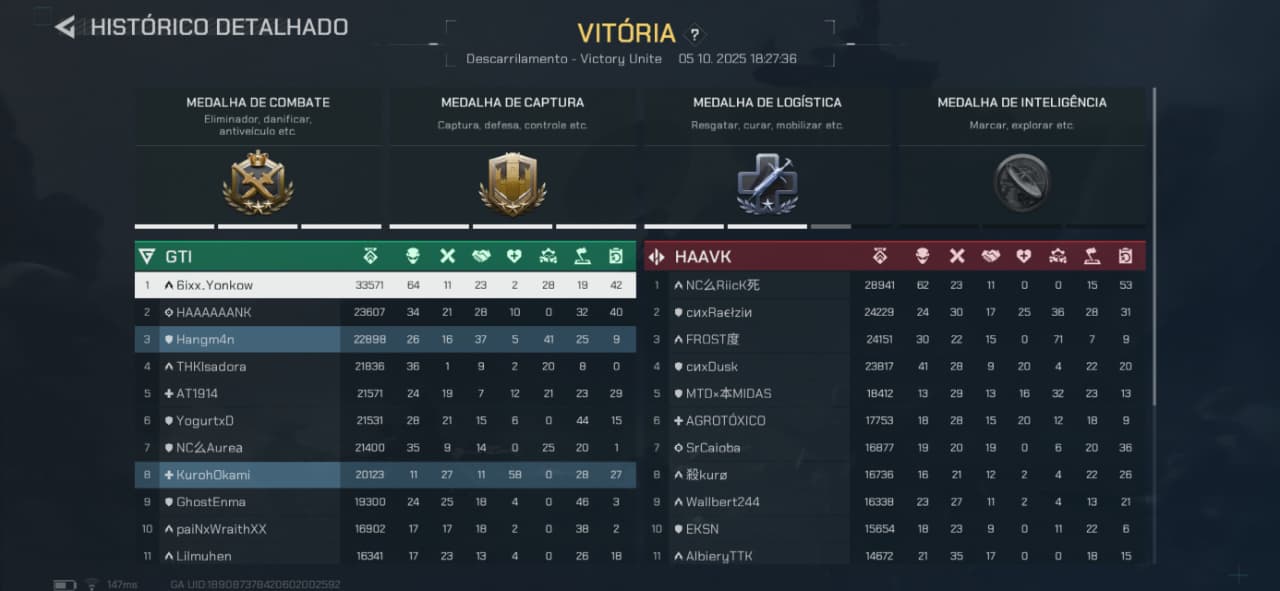 HISTÓRICO DETALHADO
VITÓRIA ?
Descarrilamento - Victory Unite 05 10. 2025 18:27:36
MEDALHA DE COMBATE
Eliminador, danificar,
antiveículo etc.
MEDALHA DE CAPTURA
Captura, defesa, controle etc.
MEDALHA DE LOGÍSTICA
Resgatar, curar, mobilizar etc.
MEDALHA DE INTELIGÊNCIA
Marcar, explorar etc.
GTI
1 6ixx.Yonkow 33571 64 11 23 2 28 19 42
2 HAAAAAANK 23607 34 21 28 10 0 32 40
3 Hangm4n 22898 26 16 37 5 41 25 9
4 THKIsadora 21836 36 1 9 2 20 8 0
5 AT1914 21571 24 19 7 12 21 23 29
6 YogurtxD 21531 28 21 15 6 0 44 15
7 NC么Aurea 21400 35 9 14 0 25 20 1
8 KurohOkami 20123 11 27 11 58 0 28 27
9 GhostEnma 19300 24 25 18 4 0 46 3
10 paiNxWraithXX 16902 17 17 18 2 0 38 2
11 Lilmuhen 16341 17 23 13 4 0 26 18
HAAVK
1 NC么RiicK死 28941 62 23 11 0 0 15 53
2 cиxRaełziи 24229 24 30 17 25 36 28 31
3 FROST度 24151 30 22 15 0 71 7 9
4 cиxDusk 23817 41 28 9 20 4 22 20
5 MTD×本MIDAS 18412 13 29 13 16 32 23 13
6 AGROTÓXICO 17753 18 28 15 20 12 18 9
7 SrCaioba 16877 19 20 19 0 6 20 36
8 殺kurø 16736 16 21 12 2 4 22 26
9 Wallbert244 16338 23 27 11 2 4 13 21
10 EKSN 15654 18 23 9 0 11 22 6
11 AlbieryTTK 14672 21 35 17 0 0 18 15
147ms GA UID:189087378420602002592